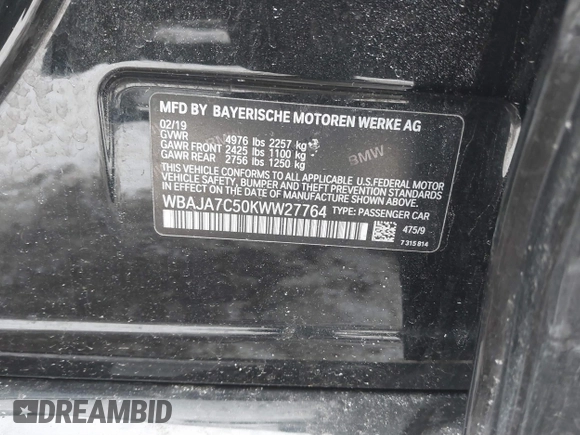 MFD BY BAYERISCHE MOTOREN WERKE AG
02/19
GVWR 4976 lbs 2257 kg
GAWR FRONT 2425 lbs 1100 kg
GAWR REAR 2756 lbs 1250 kg
THIS VEHICLE CONFORMS TO ALL APPLICABLE U.S.FEDERAL MOTOR
VEHICLE SAFETY, BUMPER AND THEFT PREVENTION STANDARDS
IN EFFECT ON THE DATE OF MANUFACTURE SHOWN ABOVE.
WBAJA7C50KWW27764 TYPE: PASSENGER CAR
475/9
7 315 814
BMW
DREAMBID